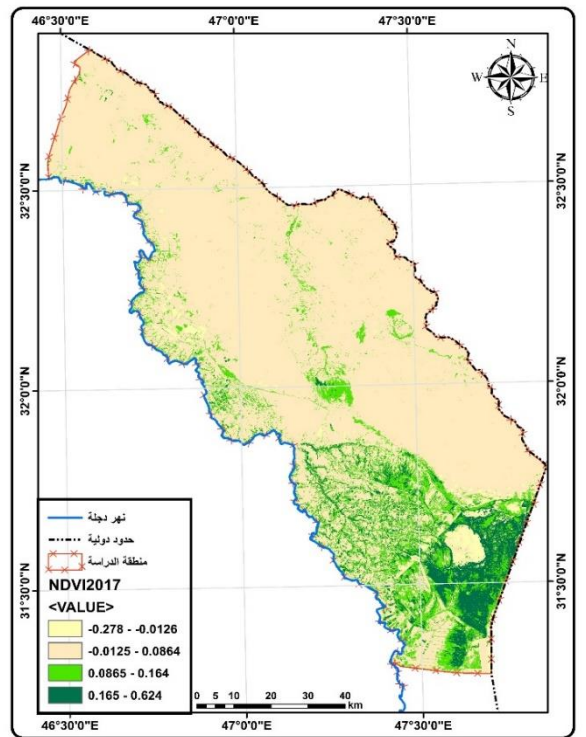 46°30'0"E 47°0'0"E 47°30'0"E
N
W E
S
32°30'0"N 32°30'0"N
32°0'0"N 32°0'0"N
31°30'0"N 31°30'0"N
نهر دجلة
حدود دولية
منطقة الدراسة
NDVI2017
<VALUE>
-0.278 - -0.0126
-0.0125 - 0.0864
0.0865 - 0.164
0.165 - 0.624
0 5 10 20 30 40
km
46°30'0"E 47°0'0"E 47°30'0"E